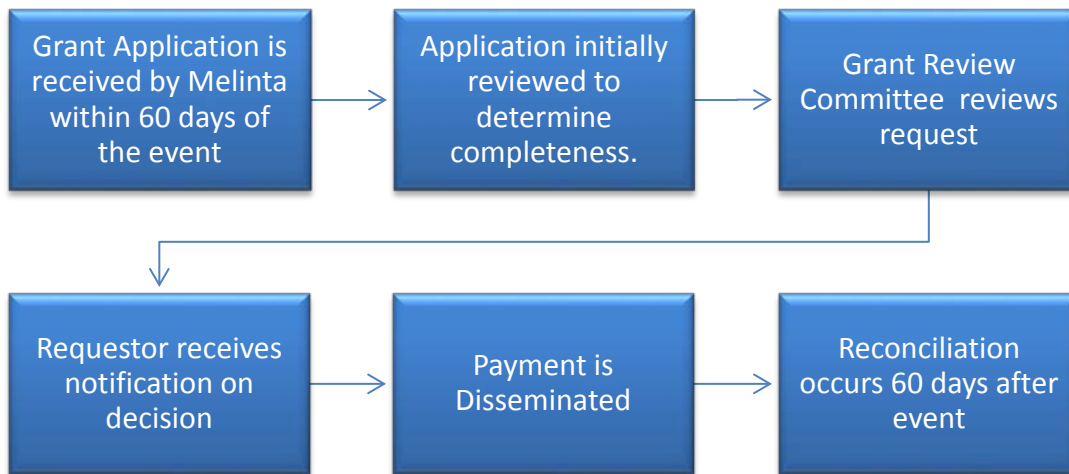 Grant Application is
received by Melinta
within 60 days of
the event
Application initially
reviewed to
determine
completeness.
Grant Review
Committee  reviews
request
Requestor receives
notification on
decision
Payment is
Disseminated
Reconciliation
occurs 60 days after
event